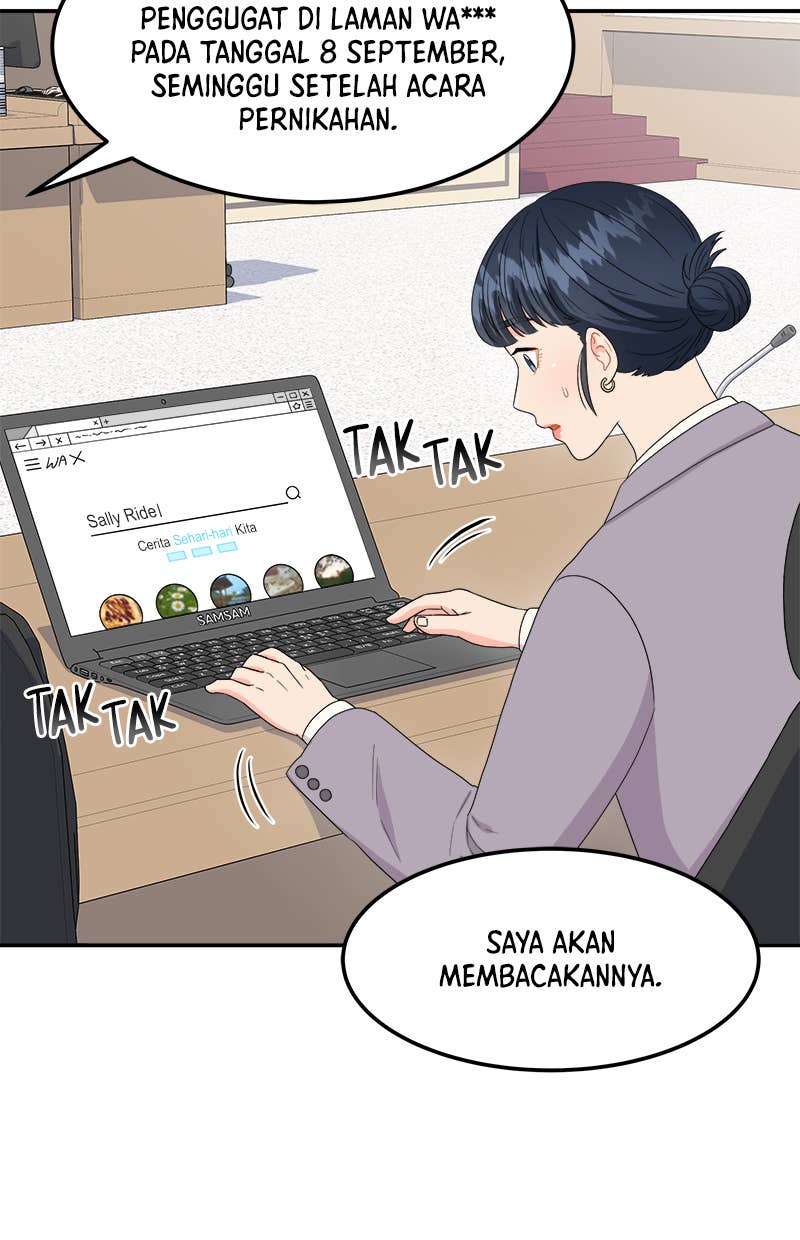 PENGGUGAT DI LAMAN WA***
PADA TANGGAL 8 SEPTEMBER,
SEMINGGU SETELAH ACARA
PERNIKAHAN.
WAX
Sally Ride
Cerita Sehari-hari Kita
SAMSAM
TAK TAK
TAK TAK
SAYA AKAN
MEMBACAKANNYA.